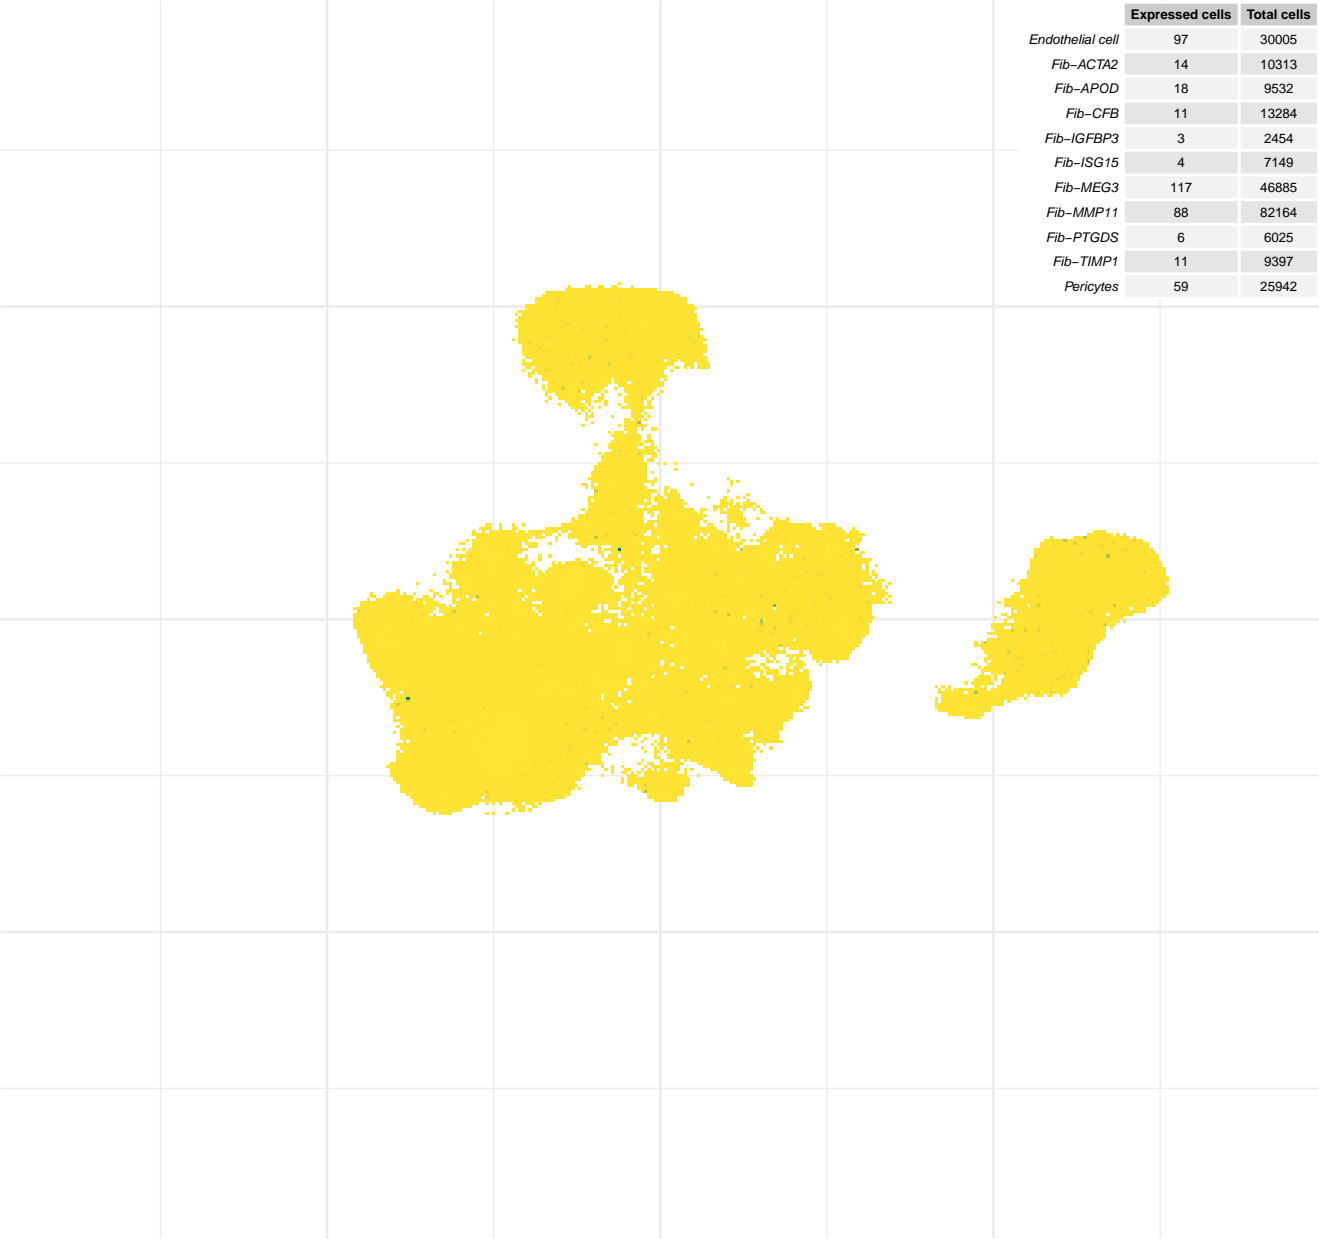 Expressed cells Total cells
Endothelial cell 97 30005
Fib−ACTA2 14 10313
Fib−APOD 18 9532
Fib−CFB 11 13284
Fib−IGFBP3 3 2454
Fib−ISG15 4 7149
Fib−MEG3 117 46885
Fib−MMP11 88 82164
Fib−PTGDS 6 6025
Fib−TIMP1 11 9397
Pericytes 59 25942